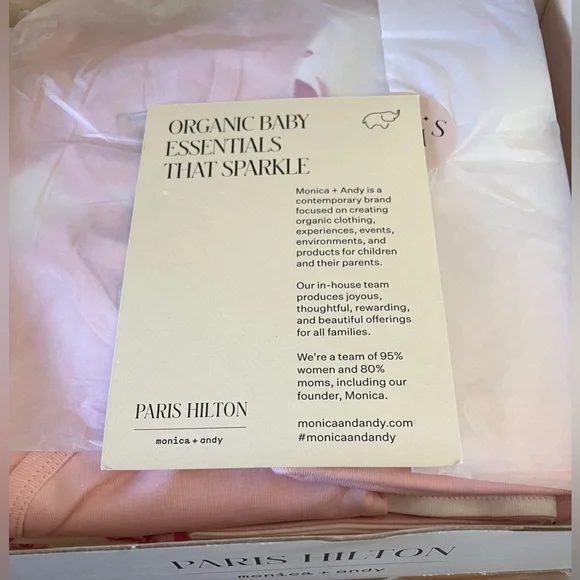 ORGANIC BABY
ESSENTIALS
THAT SPARKLE
Monica + Andy is a
contemporary brand
focused on creating
organic clothing,
experiences, events,
environments, and
products for children
and their parents.
Our in-house team
produces joyous,
thoughtful, rewarding,
and beautiful offerings
for all families.
We're a team of 95%
women and 80%
moms, including our
founder, Monica.
monicaandandy.com
#monicaandandy
PARIS HILTON
monica + andy
PARIS HILTON
monica + andy